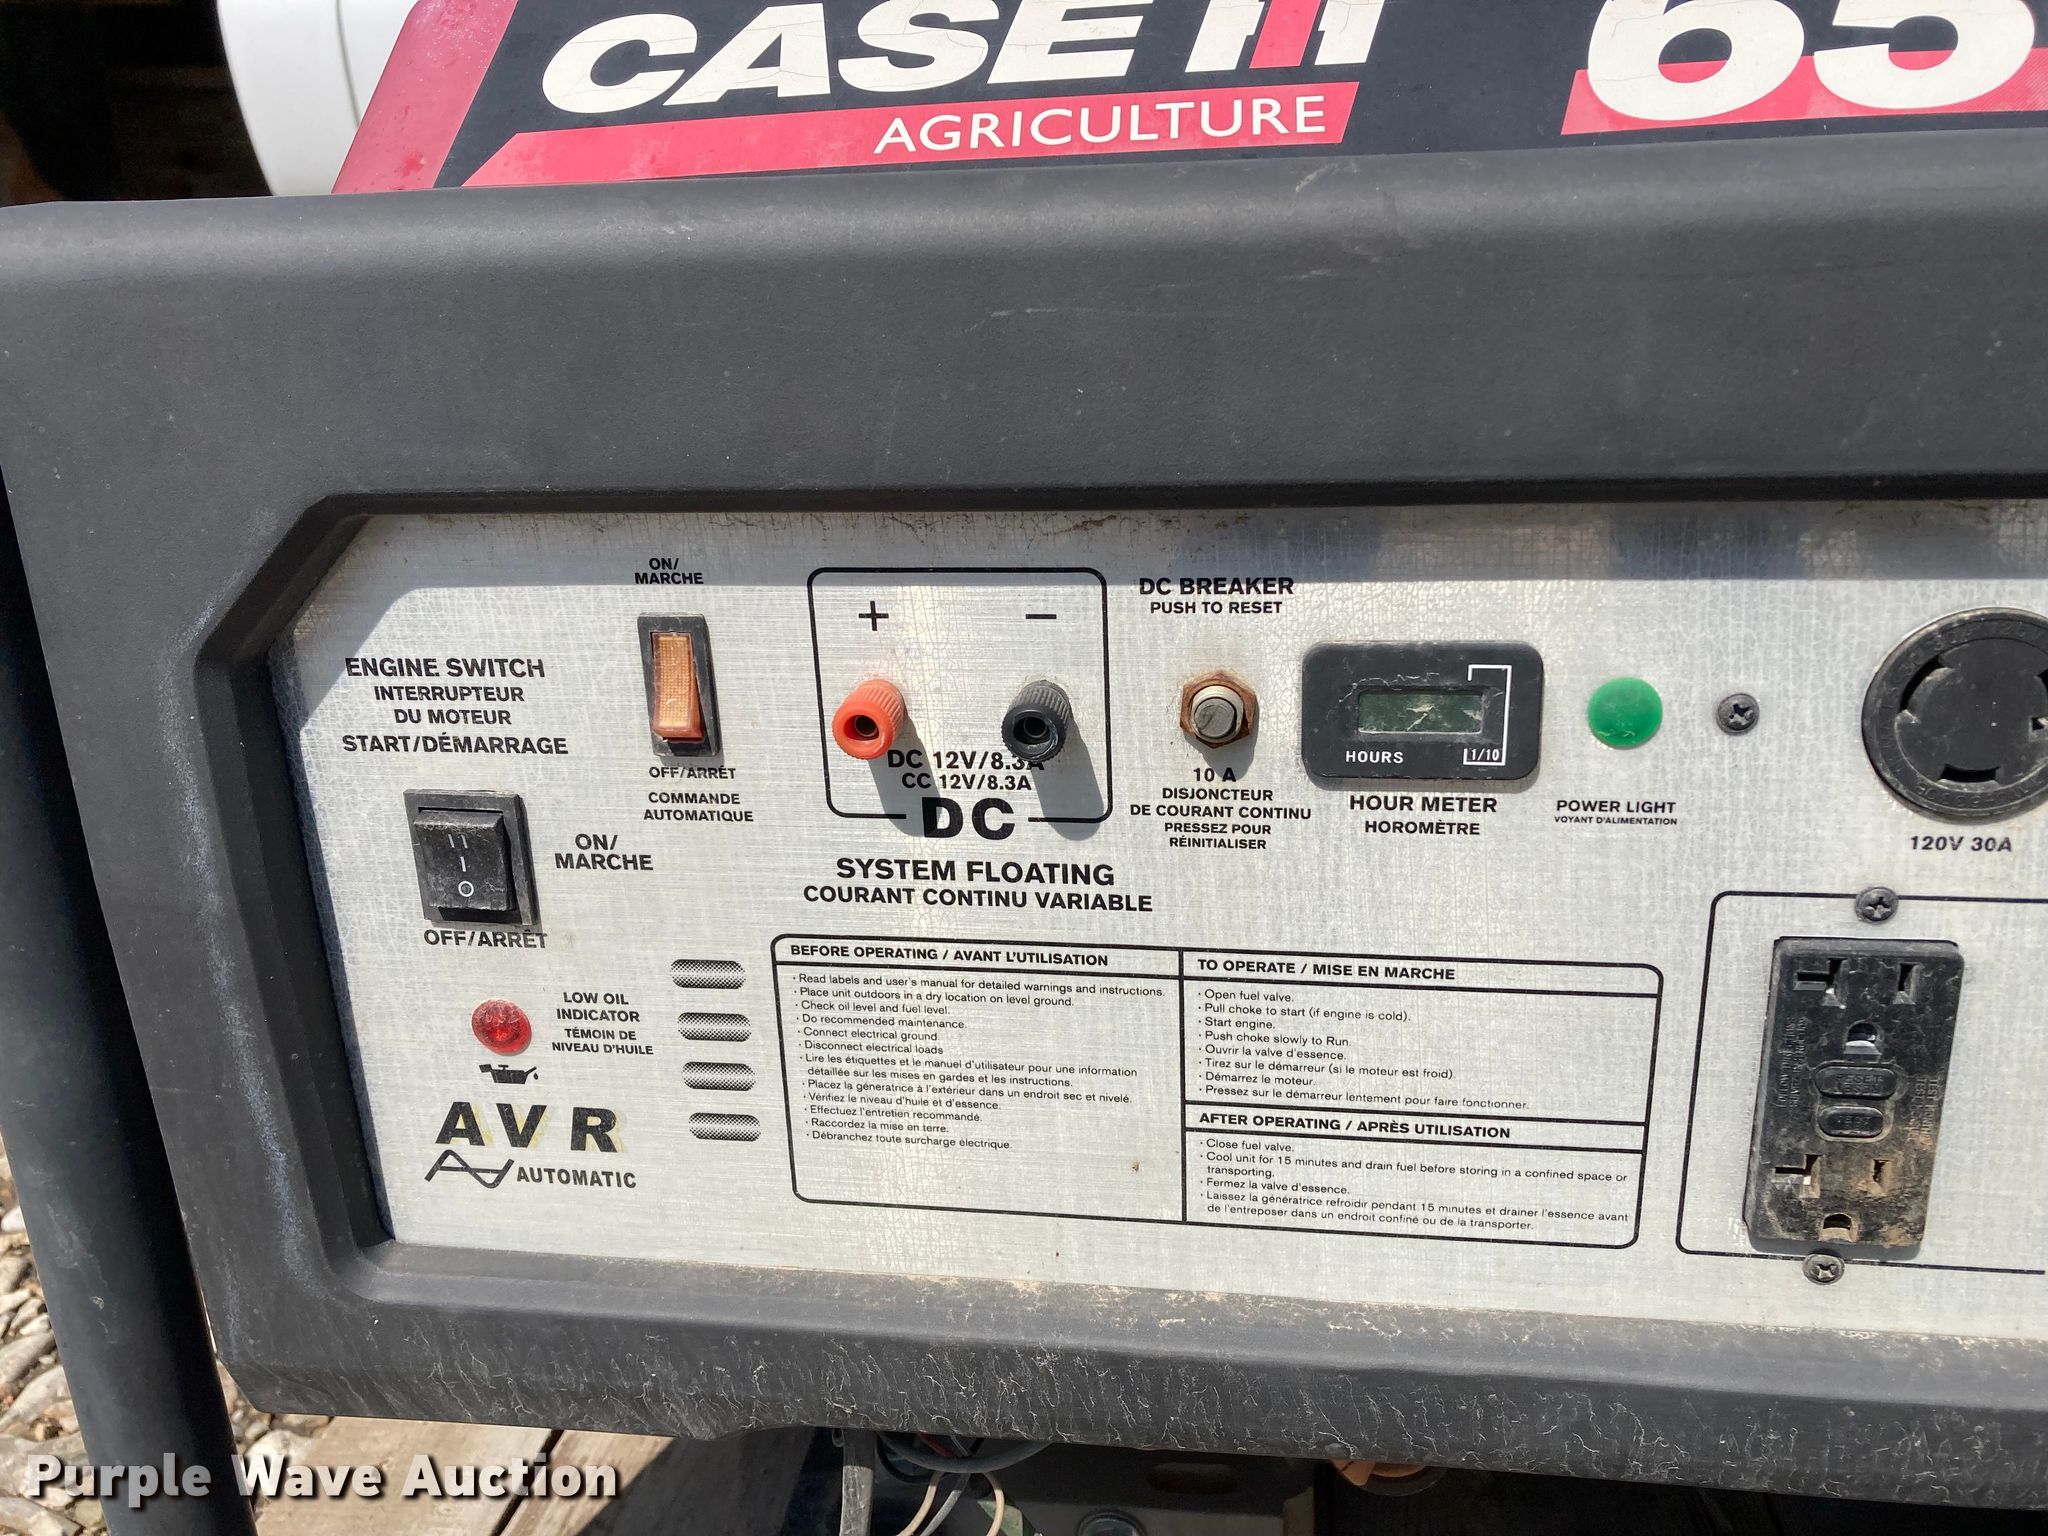 CASE IH
AGRICULTURE
65
ON/
MARCHE
ENGINE SWITCH
INTERRUPTEUR
DU MOTEUR
START/DÉMARRAGE
OFF/ARRÊT
COMMANDE
AUTOMATIQUE
ON/
MARCHE
OFF/ARRÊT
LOW OIL
INDICATOR
TÉMOIN DE
NIVEAU D'HUILE
AVR
AUTOMATIC
+ −
DC 12V/8.3A
CC 12V/8.3A
DC
SYSTEM FLOATING
COURANT CONTINU VARIABLE
DC BREAKER
PUSH TO RESET
10 A
DISJONCTEUR
DE COURANT CONTINU
PRESSEZ POUR
RÉINITIALISER
HOURS 1/10
HOUR METER
HOROMÈTRE
POWER LIGHT
VOYANT D'ALIMENTATION
120V 30A
BEFORE OPERATING / AVANT L'UTILISATION
· Read labels and user's manual for detailed warnings and instructions.
· Place unit outdoors in a dry location on level ground.
· Check oil level and fuel level.
· Do recommended maintenance.
· Connect electrical ground.
· Disconnect electrical loads
· Lire les étiquettes et le manuel d'utilisateur pour une information
détaillée sur les mises en gardes et les instructions.
· Placez la géneratrice à l'extérieur dans un endroit sec et nivelé.
· Vérifiez le niveau d'huile et d'essence.
· Effectuez l'entretien recommandé.
· Raccordez la mise en terre.
· Débranchez toute surcharge électrique.
TO OPERATE / MISE EN MARCHE
· Open fuel valve.
· Pull choke to start (if engine is cold).
· Start engine.
· Push choke slowly to Run.
· Ouvrir la valve d'essence.
· Tirez sur le démarreur (si le moteur est froid).
· Démarrez le moteur.
· Pressez sur le démarreur lentement pour faire fonctionner.
AFTER OPERATING / APRÈS UTILISATION
· Close fuel valve.
· Cool unit for 15 minutes and drain fuel before storing in a confined space or
transporting.
· Fermez la valve d'essence.
· Laissez la génératrice refroidir pendant 15 minutes et drainer l'essence avant
de l'entreposer dans un endroit confiné ou de la transporter.
Purple Wave Auction